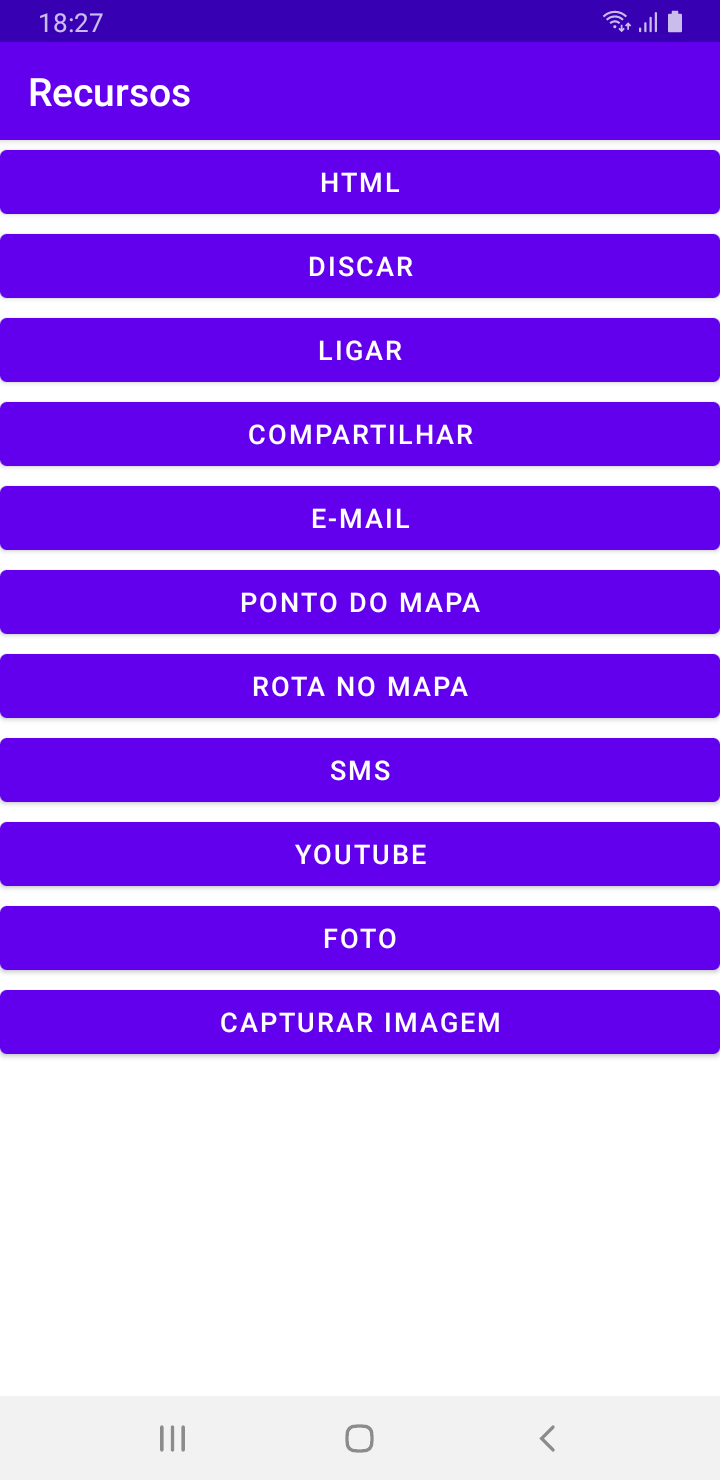 18:27
Recursos
HTML
DISCAR
LIGAR
COMPARTILHAR
E-MAIL
PONTO DO MAPA
ROTA NO MAPA
SMS
YOUTUBE
FOTO
CAPTURAR IMAGEM